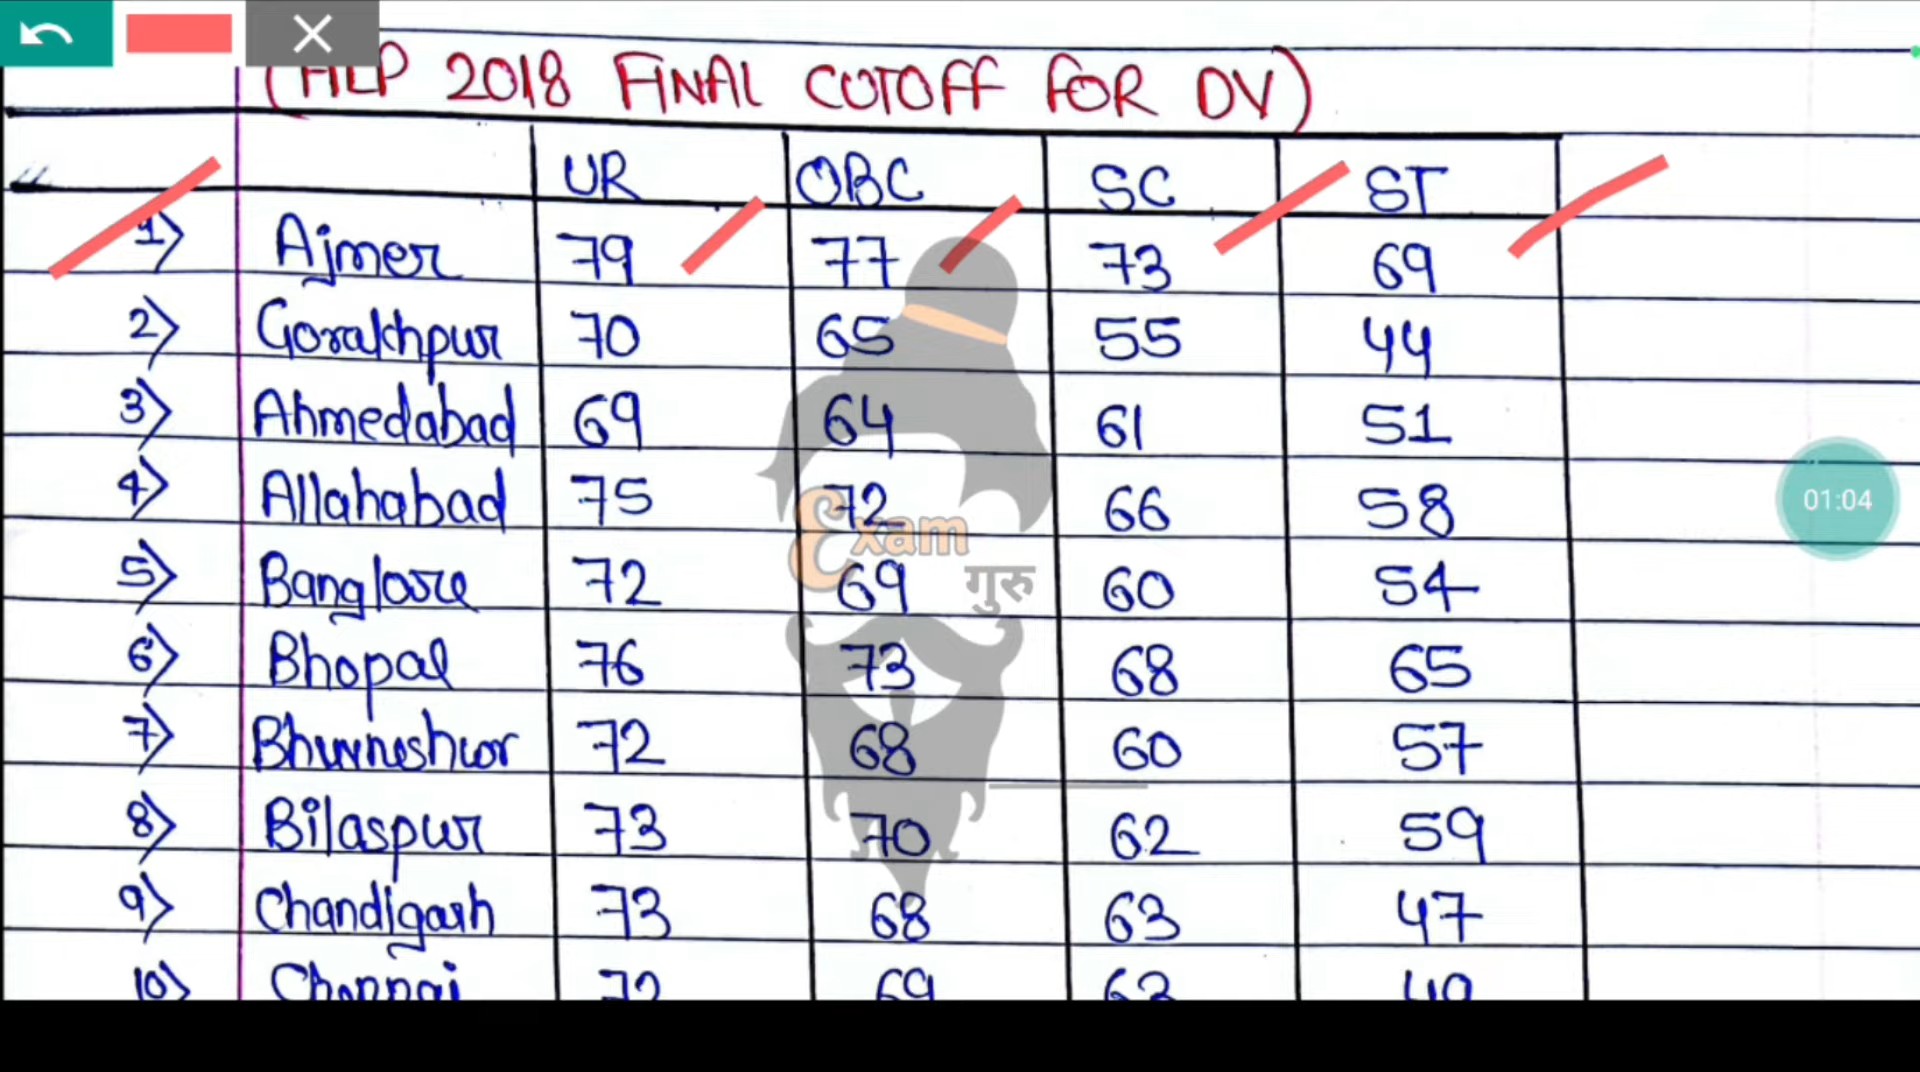 (ALP 2018 FINAL CUTOFF FOR DV)
UR OBC SC ST
1) Ajmer 79 77 73 69
2) Gorakhpur 70 65 55 44
3) Ahmedabad 69 64 61 51
4) Allahabad 75 72 66 58
Exam
5) Banglore 72 69 60 54
गुरु
6) Bhopal 76 73 68 65
7) Bhuvneshwor 72 68 60 57
8) Bilaspur 73 70 62 59
9) Chandigarh 73 68 63 47
10) Chennai 69
01:04